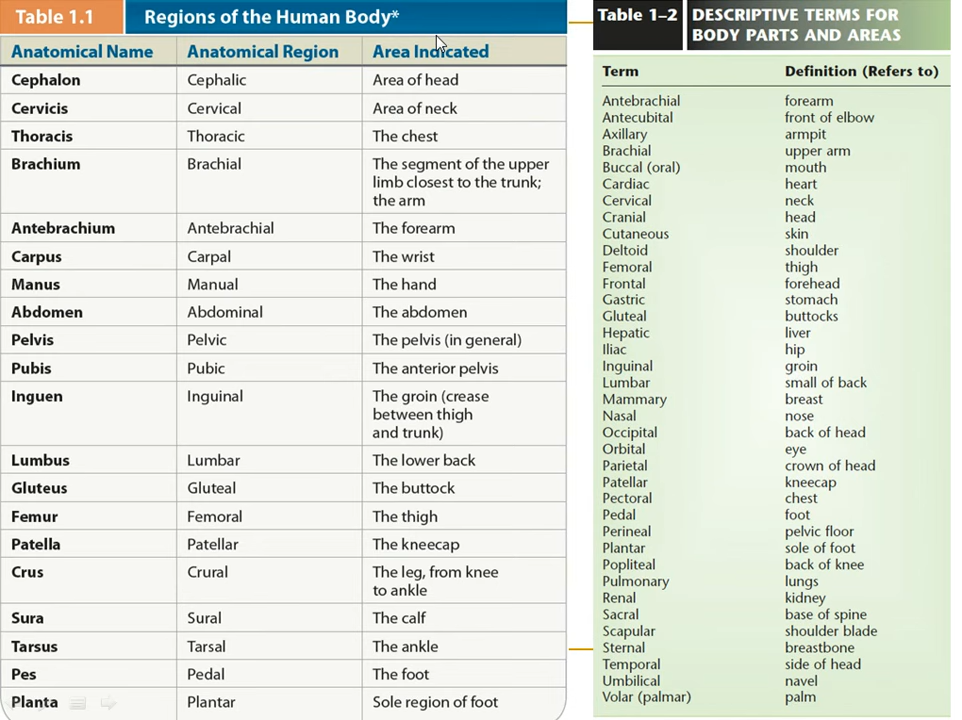 Table 1.1 Regions of the Human Body*
Anatomical Name Anatomical Region Area Indicated
Cephalon Cephalic Area of head
Cervicis Cervical Area of neck
Thoracis Thoracic The chest
Brachium Brachial The segment of the upper
limb closest to the trunk;
the arm
Antebrachium Antebrachial The forearm
Carpus Carpal The wrist
Manus Manual The hand
Abdomen Abdominal The abdomen
Pelvis Pelvic The pelvis (in general)
Pubis Pubic The anterior pelvis
Inguen Inguinal The groin (crease
between thigh
and trunk)
Lumbus Lumbar The lower back
Gluteus Gluteal The buttock
Femur Femoral The thigh
Patella Patellar The kneecap
Crus Crural The leg, from knee
to ankle
Sura Sural The calf
Tarsus Tarsal The ankle
Pes Pedal The foot
Planta Plantar Sole region of foot
Table 1–2 DESCRIPTIVE TERMS FOR
BODY PARTS AND AREAS
Term Definition (Refers to)
Antebrachial forearm
Antecubital front of elbow
Axillary armpit
Brachial upper arm
Buccal (oral) mouth
Cardiac heart
Cervical neck
Cranial head
Cutaneous skin
Deltoid shoulder
Femoral thigh
Frontal forehead
Gastric stomach
Gluteal buttocks
Hepatic liver
Iliac hip
Inguinal groin
Lumbar small of back
Mammary breast
Nasal nose
Occipital back of head
Orbital eye
Parietal crown of head
Patellar kneecap
Pectoral chest
Pedal foot
Perineal pelvic floor
Plantar sole of foot
Popliteal back of knee
Pulmonary lungs
Renal kidney
Sacral base of spine
Scapular shoulder blade
Sternal breastbone
Temporal side of head
Umbilical navel
Volar (palmar) palm